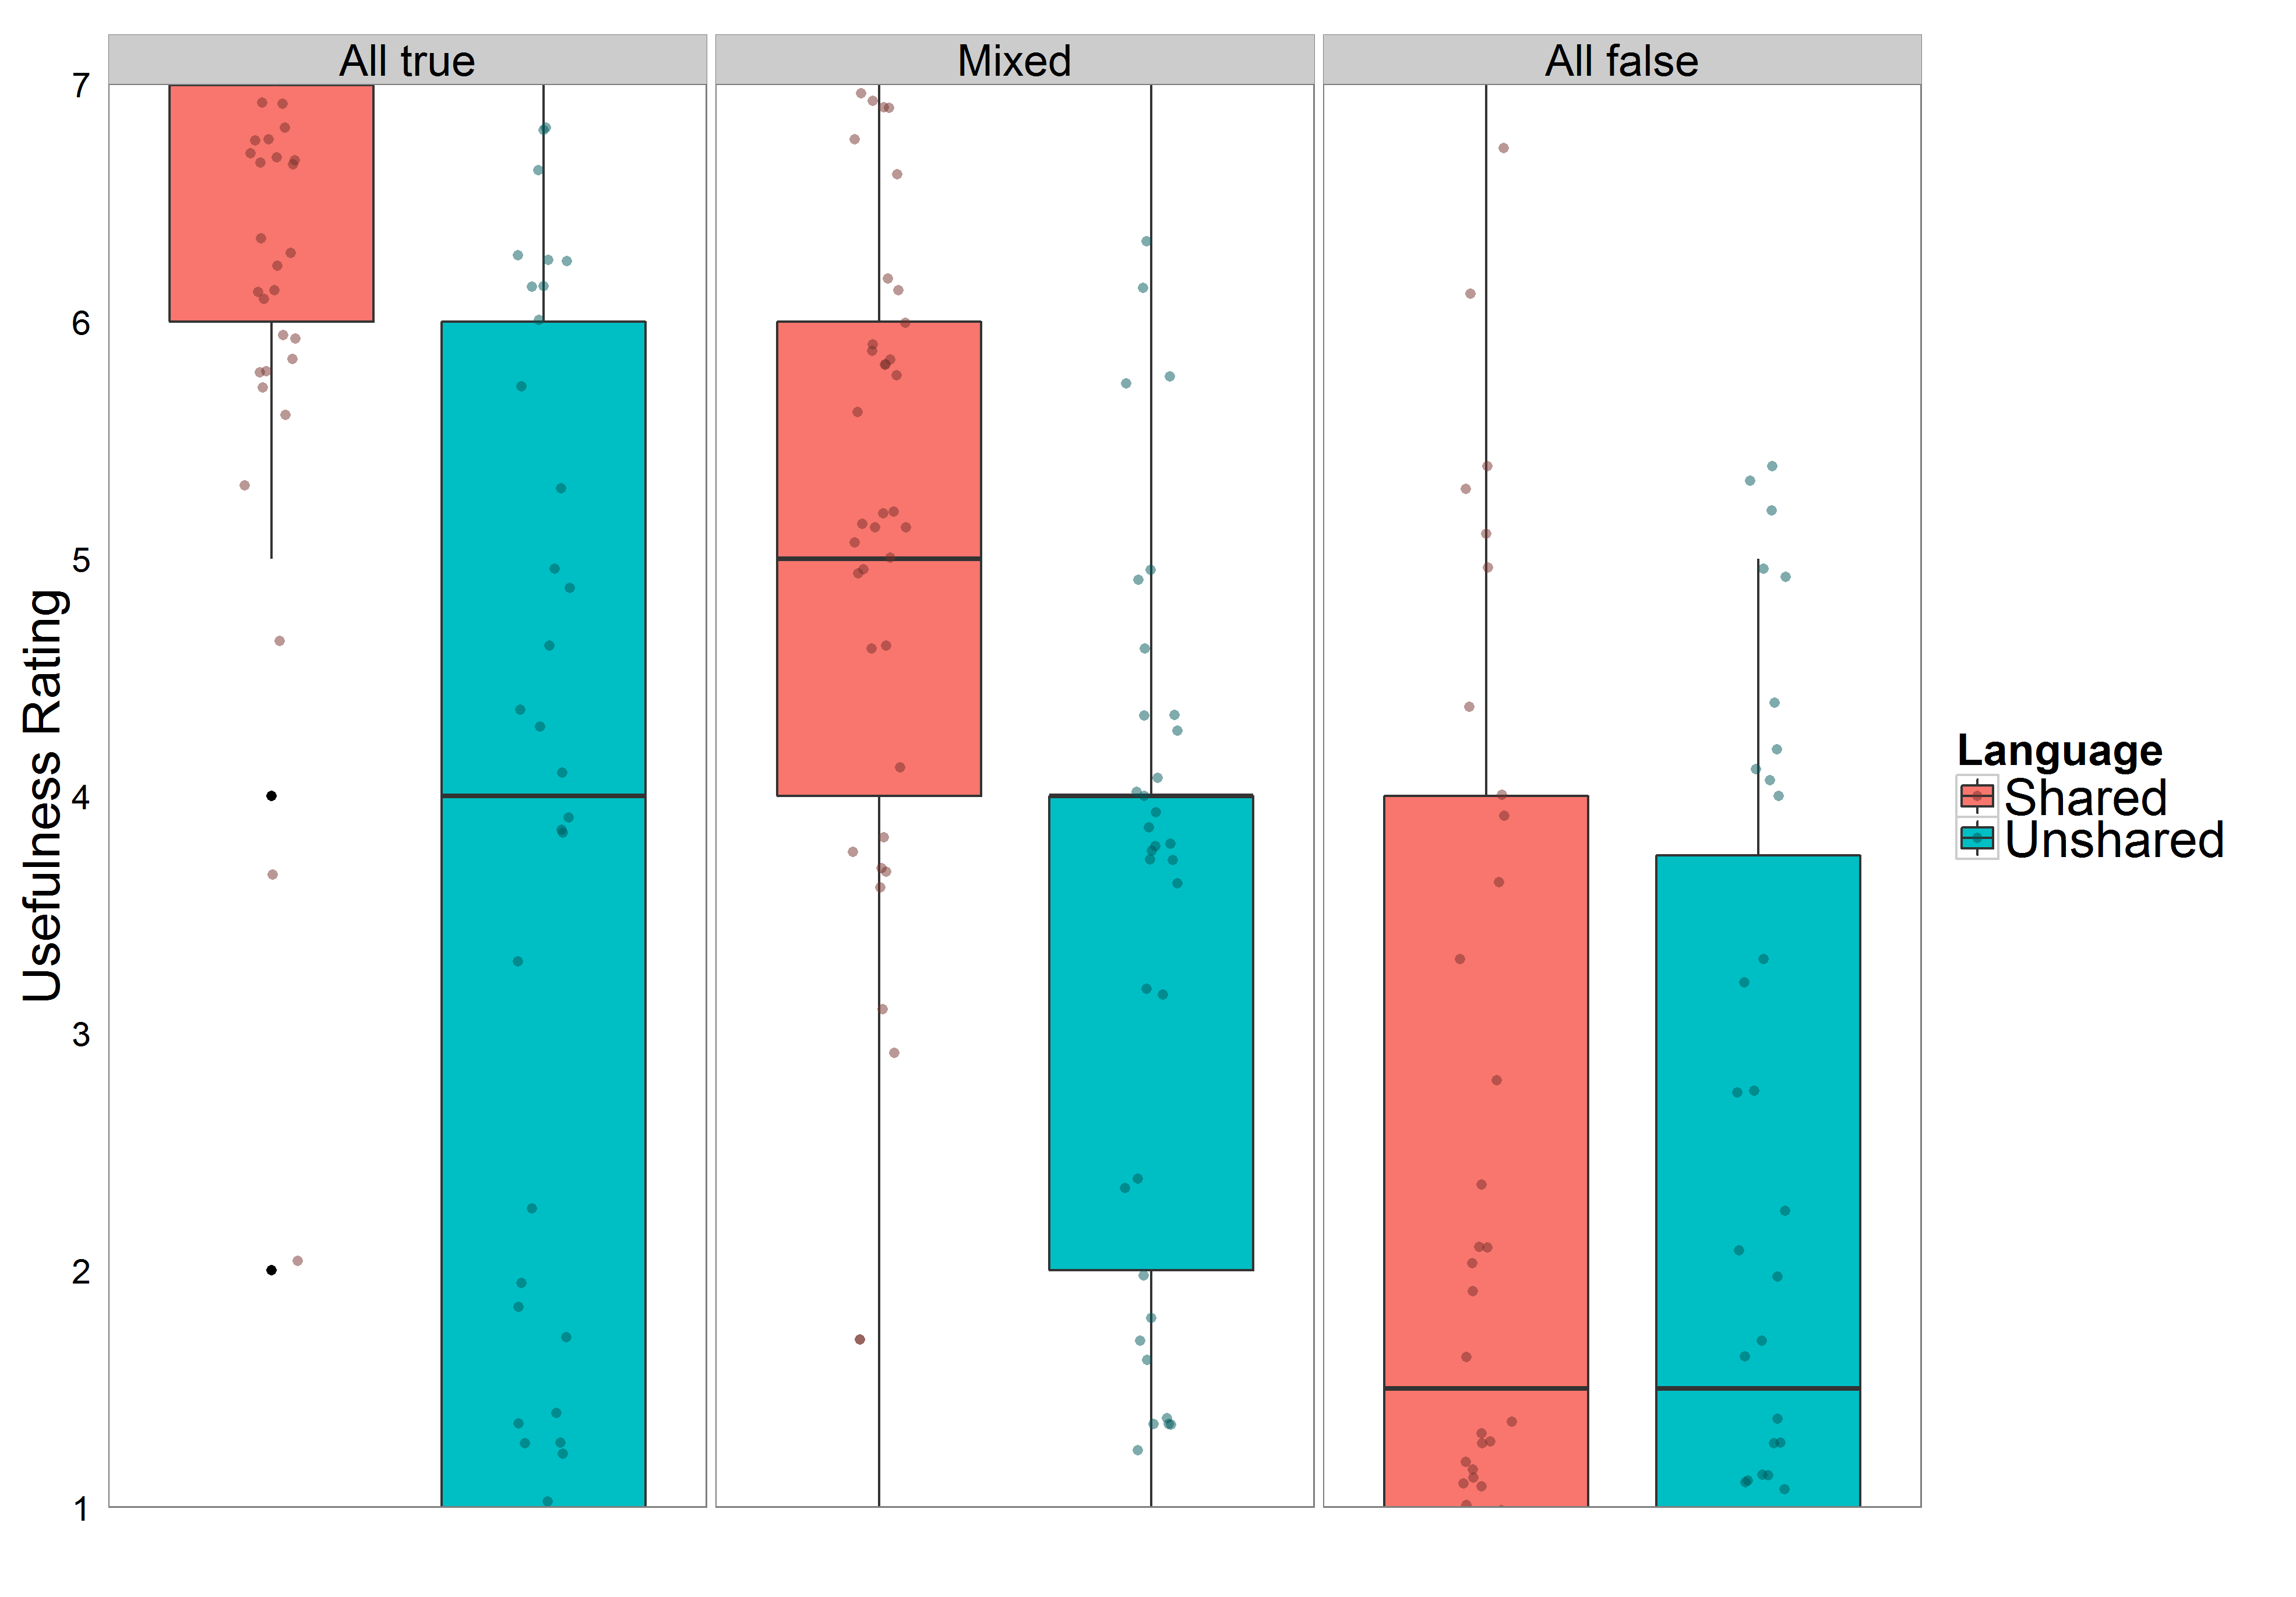 All true
Mixed
All false
7
6
5
4
3
2
1
Usefulness Rating
Language
Shared
Unshared